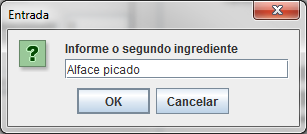 Entrada
Informe o segundo ingrediente
Alface picado
OK
Cancelar